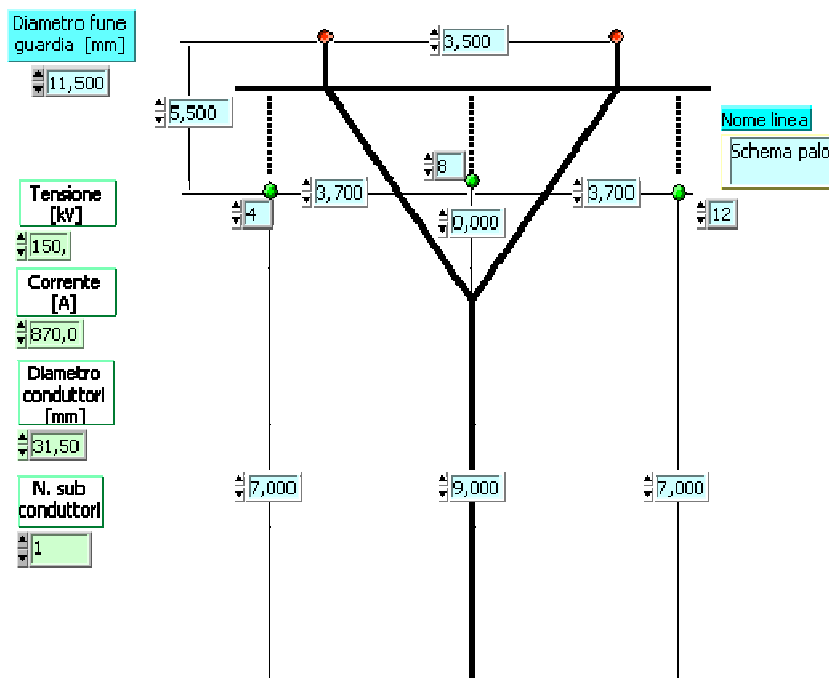 Diametro fune
guardia [mm]
11,500
3,500
5,500
Nome linea
Schema palo
8
Tensione
[kV]
150,
3,700
3,700
4
0,000
12
Corrente
[A]
870,0
Diametro
conduttori
[mm]
31,50
N. sub
conduttori
1
7,000
9,000
7,000